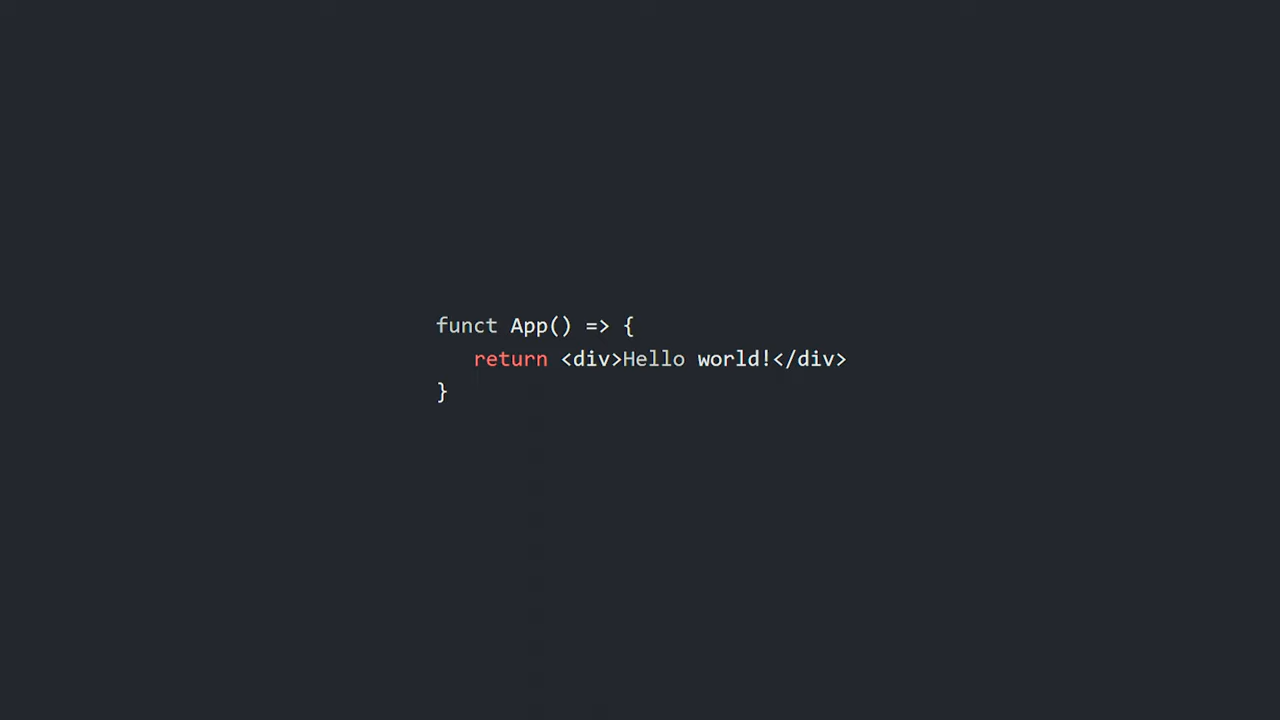 funct App() => {
   return <div>Hello world!</div>
}